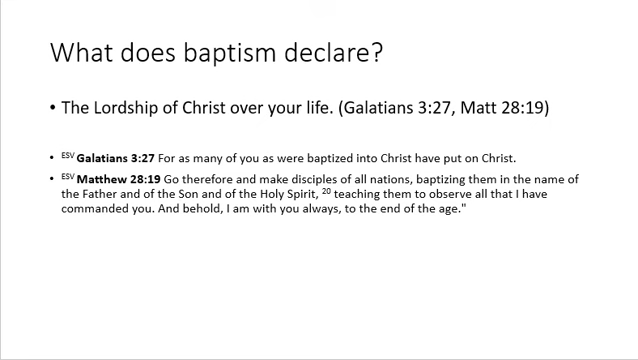 What does baptism declare?
• The Lordship of Christ over your life. (Galatians 3:27, Matt 28:19)
• ESV Galatians 3:27 For as many of you as were baptized into Christ have put on Christ.
• ESV Matthew 28:19 Go therefore and make disciples of all nations, baptizing them in the name of
the Father and of the Son and of the Holy Spirit, 20 teaching them to observe all that I have
commanded you. And behold, I am with you always, to the end of the age."